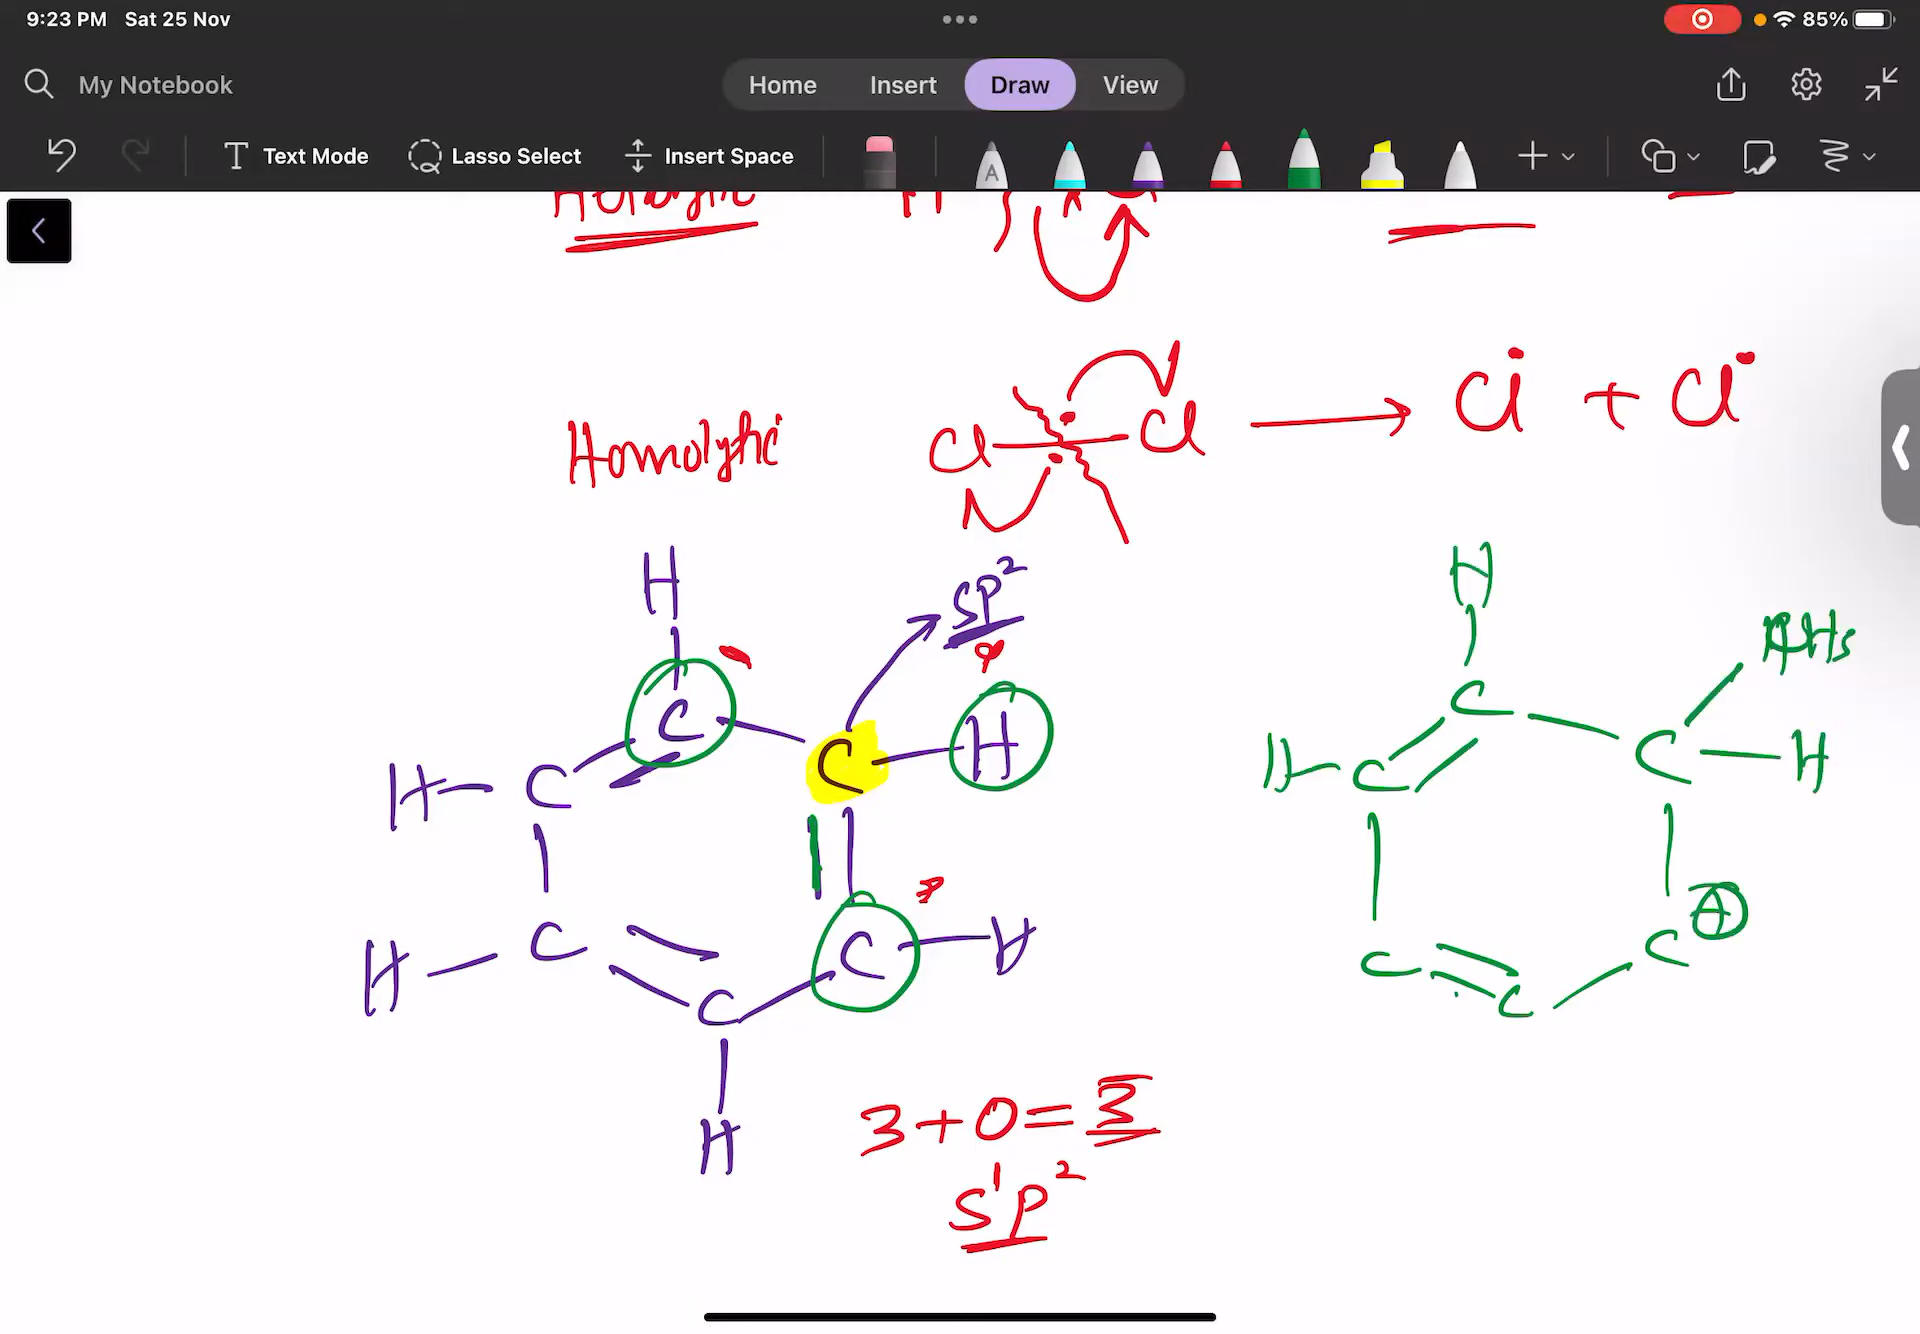 9:23 PM Sat 25 Nov
85%
My Notebook
Home Insert Draw View
Text Mode Lasso Select Insert Space
A
Homolytic Cl Cl Cl + Cl
H SP² H
C C H
H C C H
H C C C H
C H
H C C
C C
C
H
3+0=3
SP²